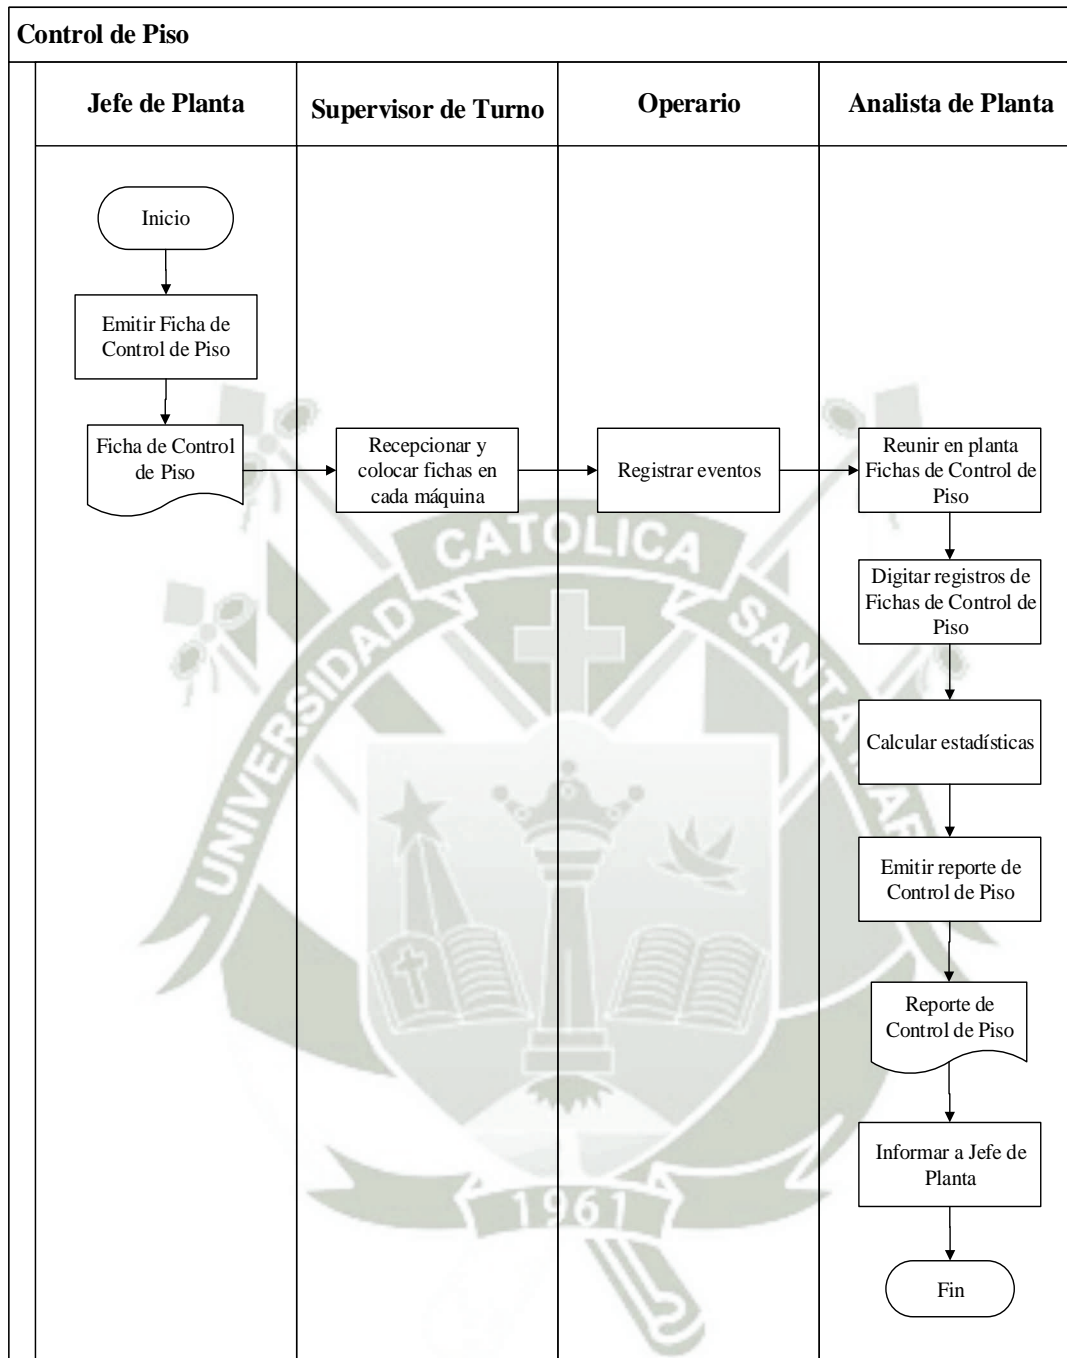 Control de Piso
Jefe de Planta
Supervisor de Turno
Operario
Analista de Planta
Inicio
Emitir Ficha de
Control de Piso
Ficha de Control
de Piso
Recepcionar y
colocar fichas en
cada máquina
Registrar eventos
Reunir en planta
Fichas de Control de
Piso
Digitar registros de
Fichas de Control de
Piso
Calcular estadísticas
Emitir reporte de
Control de Piso
Reporte de
Control de Piso
Informar a Jefe de
Planta
Fin
UNIVERSIDAD
CATOLICA
SANTA
1961